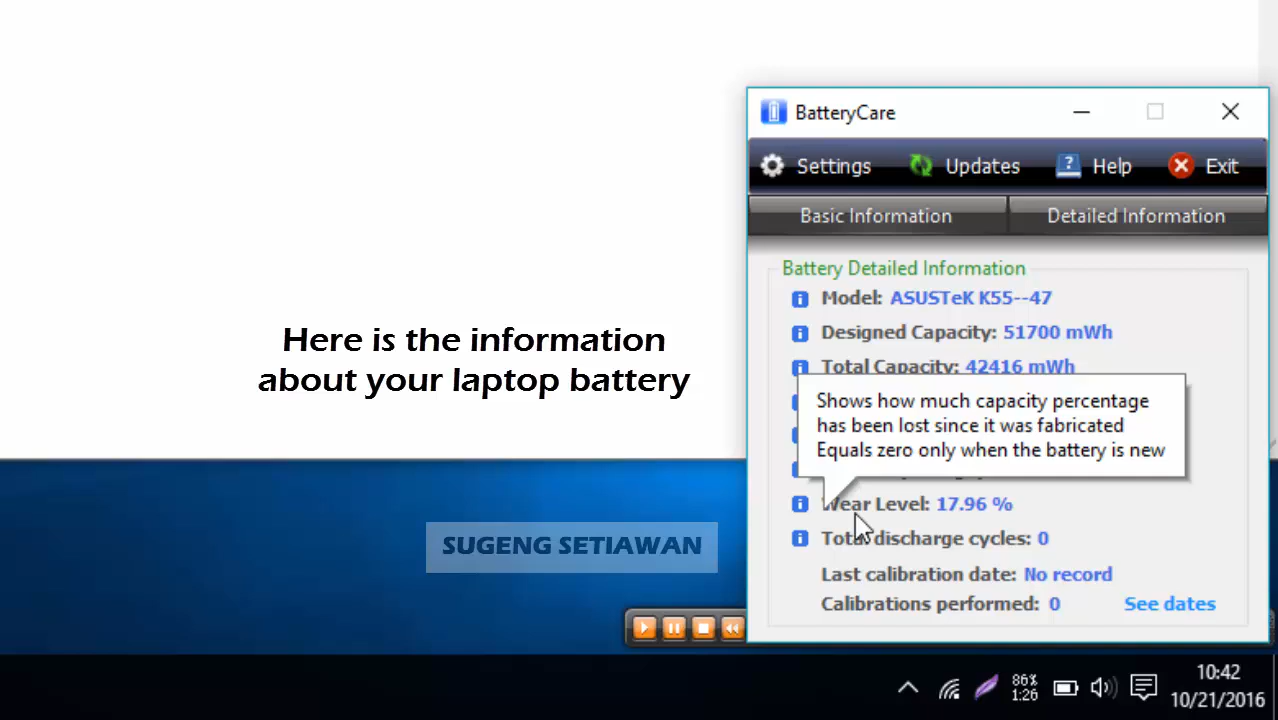 BatteryCare
Settings Updates Help Exit
Basic Information Detailed Information
Battery Detailed Information
Model: ASUSTeK K55--47
Designed Capacity: 51700 mWh
Total Capacity: 42416 mWh
Here is the information
about your laptop battery
Shows how much capacity percentage
has been lost since it was fabricated
Equals zero only when the battery is new
Wear Level: 17.96 %
Total discharge cycles: 0
Last calibration date: No record
Calibrations performed: 0 See dates
SUGENG SETIAWAN
86%
1:26
10:42
10/21/2016